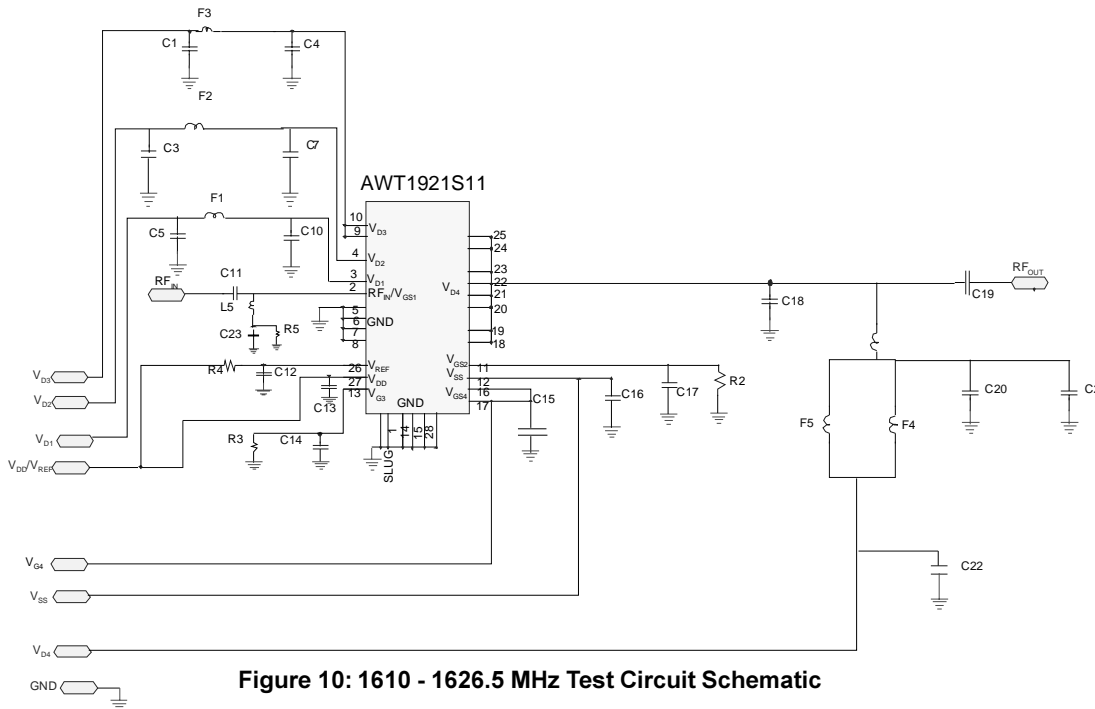 F3
C1
C4
F2
C3
C7
AWT1921S11
F1
C5
C10
10
9
VD3
4
VD2
3
VD1
2
RFIN/VGS1
5
6
GND
7
8
25
24
23
22
VD4
21
20
19
18
RFIN
C11
L5
C23
R5
C18
C19
RFOUT
R4
C12
26
VREF
27
VDD
13
VG3
C13
VGS2
11
VSS
12
VGS4
16
17
GND
SLUG
1
14
15
28
C15
C16
C17
R2
R3
C14
F5
F4
C20
VD3
VD2
VD1
VDD/VREF
VG4
VSS
VD4
GND
C22
Figure 10: 1610 - 1626.5 MHz Test Circuit Schematic